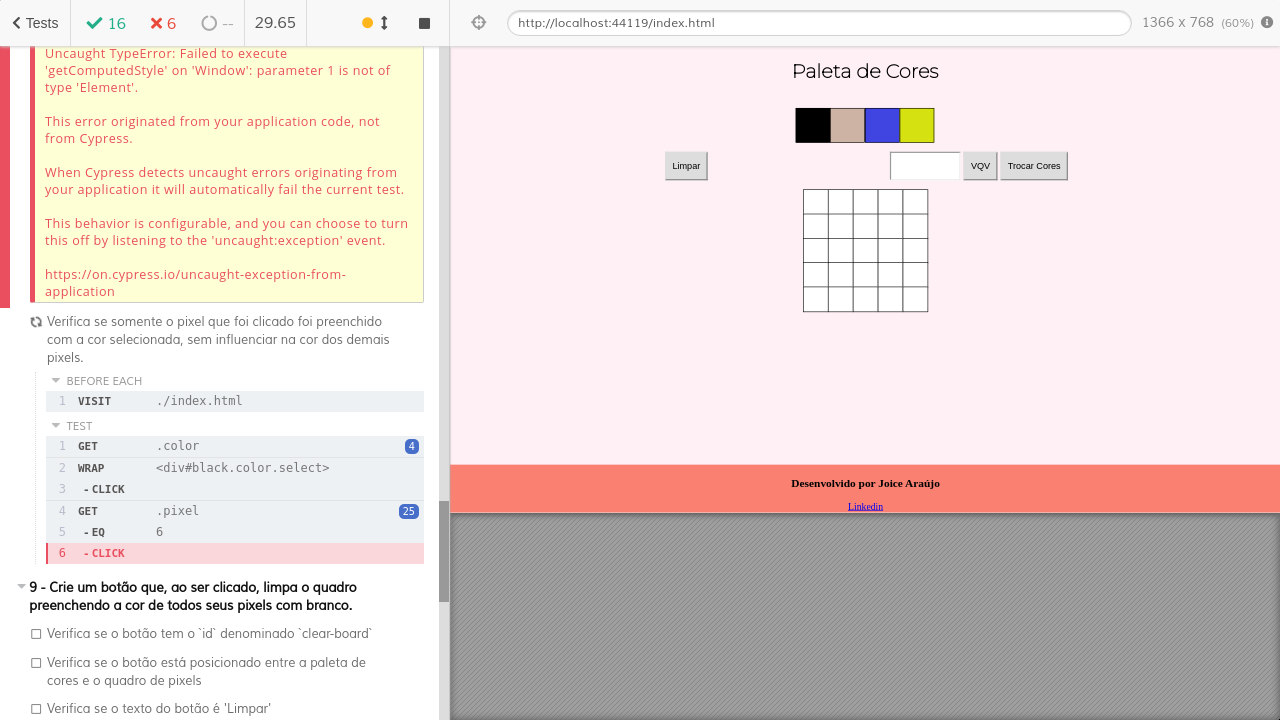 Tests
16
6
--
29.65
http://localhost:44119/index.html
1366 x 768 (60%)
Uncaught TypeError: Failed to execute
'getComputedStyle' on 'Window': parameter 1 is not of
type 'Element'.
This error originated from your application code, not
from Cypress.
When Cypress detects uncaught errors originating from
your application it will automatically fail the current test.
This behavior is configurable, and you can choose to turn
this off by listening to the 'uncaught:exception' event.
https://on.cypress.io/uncaught-exception-from-
application
Verifica se somente o pixel que foi clicado foi preenchido
com a cor selecionada, sem influenciar na cor dos demais
pixels.
BEFORE EACH
1 VISIT ./index.html
TEST
1 GET .color 4
2 WRAP <div#black.color.select>
3 -CLICK
4 GET .pixel 25
5 -EQ 6
6 -CLICK
9 - Crie um botão que, ao ser clicado, limpa o quadro
preenchendo a cor de todos seus pixels com branco.
Verifica se o botão tem o `id` denominado `clear-board`
Verifica se o botão está posicionado entre a paleta de
cores e o quadro de pixels
Verifica se o texto do botão é 'Limpar'
Paleta de Cores
Limpar
VQV
Trocar Cores
Desenvolvido por Joice Araújo
Linkedin